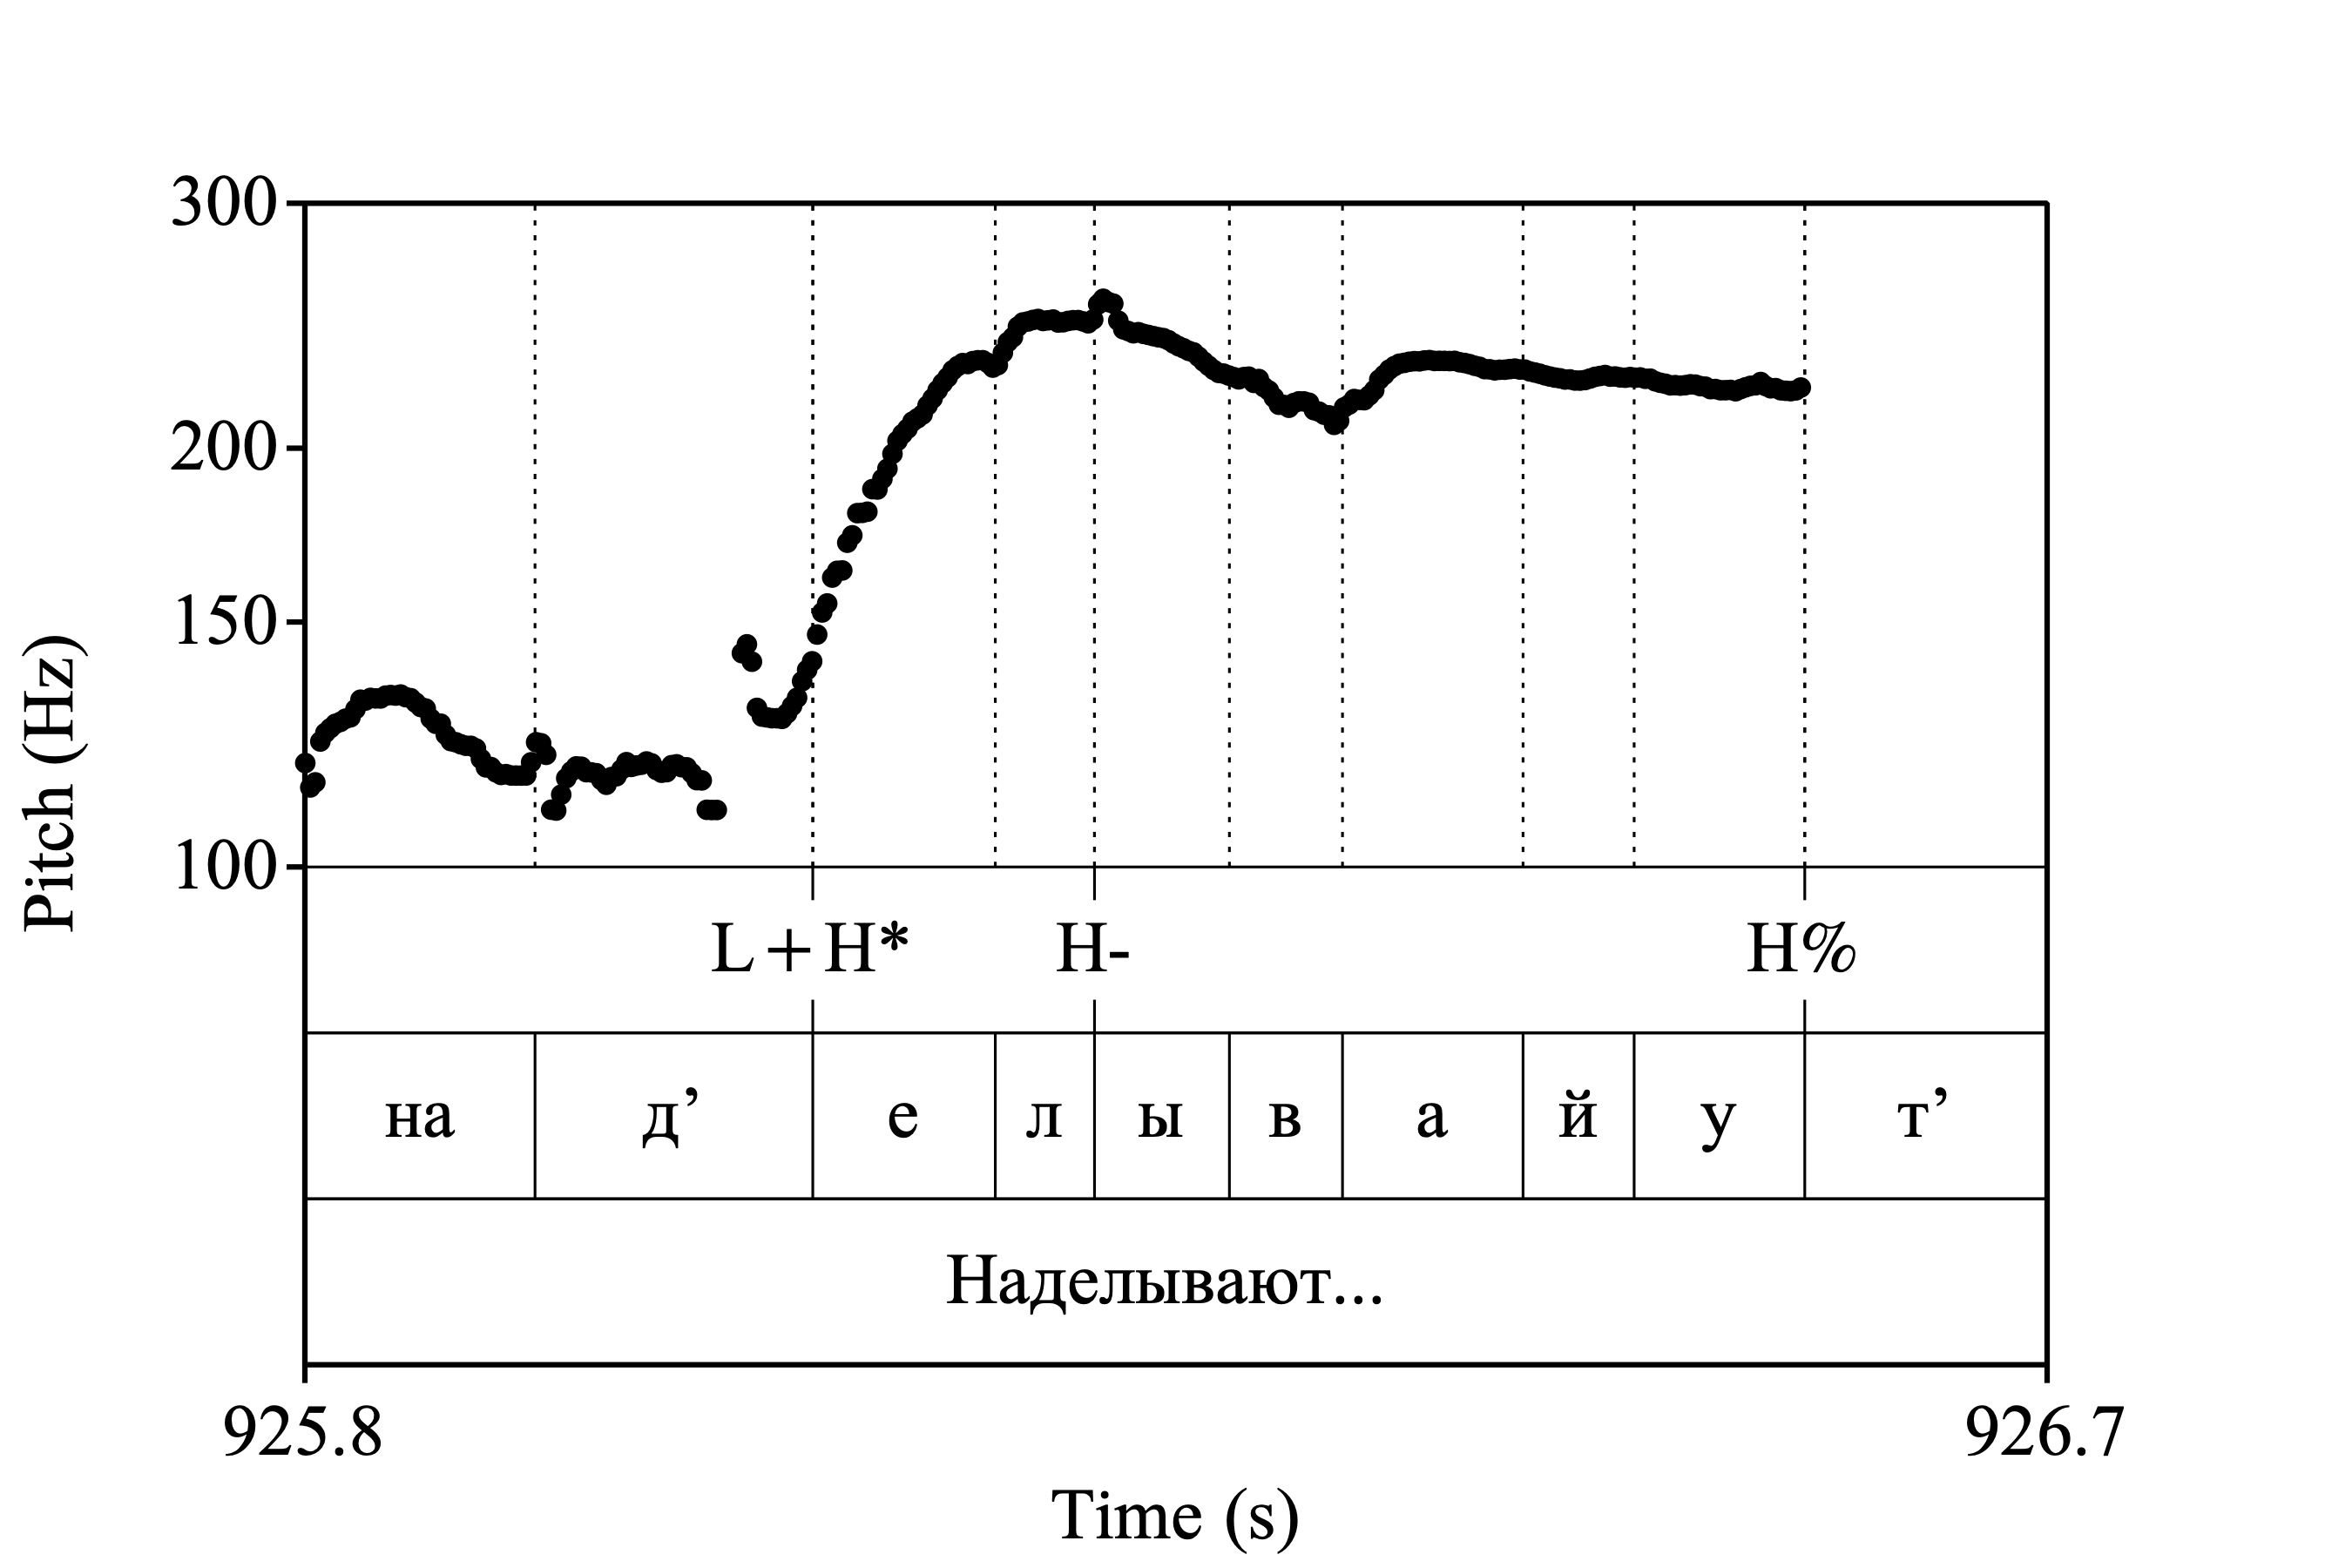 300
200
150
100
Pitch (Hz)
L + H* H- H%
на д’ е л ы в а й у т’
Наделывают...
925.8 926.7
Time (s)